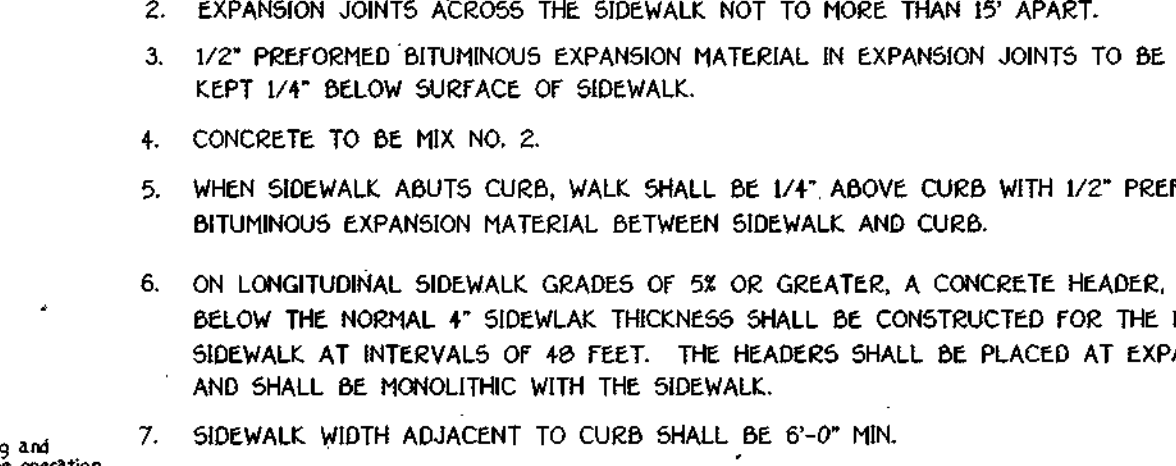 2. EXPANSION JOINTS ACROSS THE SIDEWALK NOT TO MORE THAN 15' APART.
3. 1/2" PREFORMED BITUMINOUS EXPANSION MATERIAL IN EXPANSION JOINTS TO BE
KEPT 1/4" BELOW SURFACE OF SIDEWALK.
4. CONCRETE TO BE MIX NO. 2.
5. WHEN SIDEWALK ABUTS CURB, WALK SHALL BE 1/4" ABOVE CURB WITH 1/2"
BITUMINOUS EXPANSION MATERIAL BETWEEN SIDEWALK AND CURB.
6. ON LONGITUDINAL SIDEWALK GRADES OF 5% OR GREATER, A CONCRETE HEADER,
BELOW THE NORMAL 4" SIDEWLAK THICKNESS SHALL BE CONSTRUCTED FOR THE
SIDEWALK AT INTERVALS OF 48 FEET. THE HEADERS SHALL BE PLACED AT
AND SHALL BE MONOLITHIC WITH THE SIDEWALK.
7. SIDEWALK WIDTH ADJACENT TO CURB SHALL BE 6'-0" MIN.
and
operation